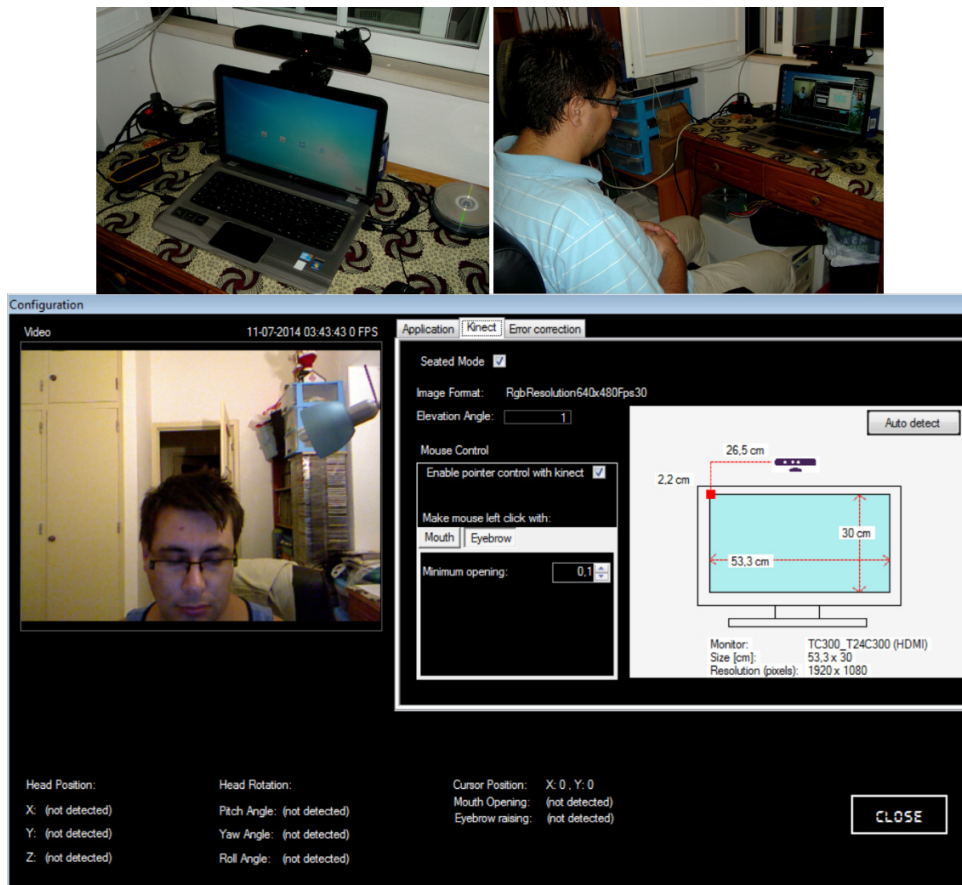 Configuration
Video 11-07-2014 03:43:43 0 FPS
Application Kinect Error correction
Seated Mode
Image Format: RgbResolution640x480Fps30
Elevation Angle: 1
Auto detect
Mouse Control
Enable pointer control with kinect
Make mouse left click with:
Mouth Eyebrow
Minimum opening: 0,1
26,5 cm
2,2 cm
30 cm
53,3 cm
Monitor: TC300_T24C300 (HDMI)
Size [cm]: 53,3 x 30
Resolution (pixels): 1920 x 1080
Head Position:
X: (not detected)
Y: (not detected)
Z: (not detected)
Head Rotation:
Pitch Angle: (not detected)
Yaw Angle: (not detected)
Roll Angle: (not detected)
Cursor Position: X: 0 , Y: 0
Mouth Opening: (not detected)
Eyebrow raising: (not detected)
CLOSE